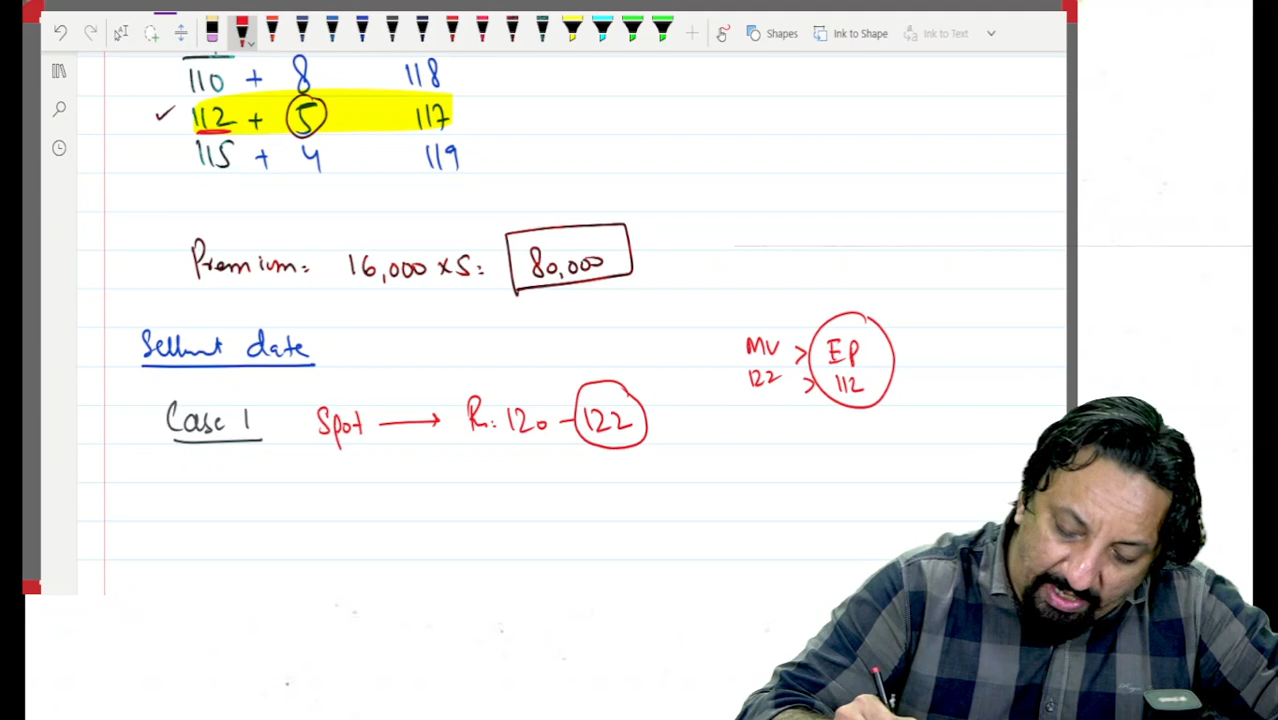 Shapes
Ink to Shape
Ink to Text
110 + 8 118
112 + 5 117
115 + 4 119
Premium: 16,000 x 5: 80,000
Sellmt date
MV > EP
122 > 112
Case 1 Spot → Rs: 120 - 122